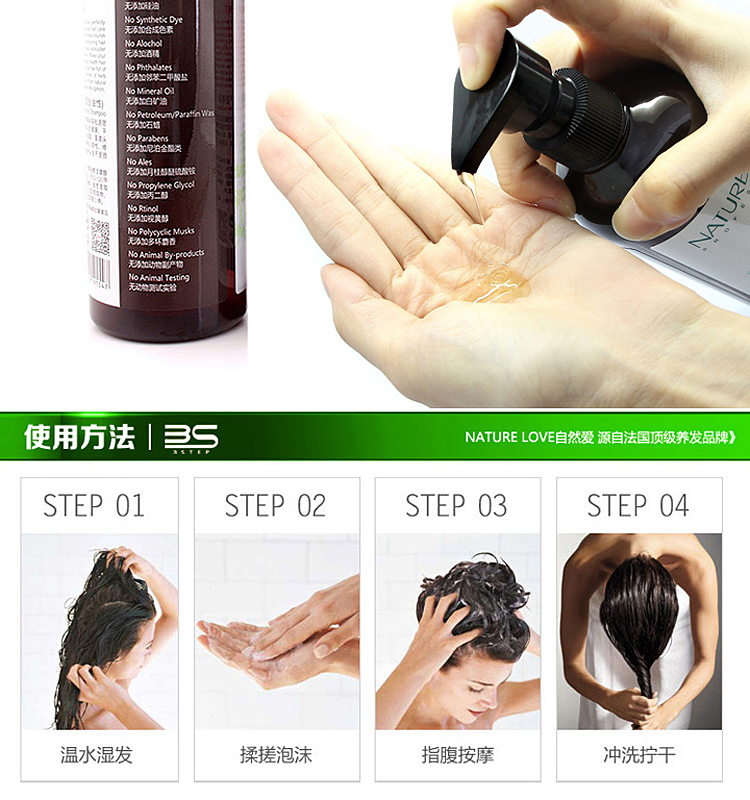 无添加硅油
No Synthetic Dye
无添加合成色素
No Alochol
无添加酒精
No Phthalates
无添加邻苯二甲酸盐
No Mineral Oil
无添加白矿油
No Petroleum/Paraffin Wax
无添加石蜡
No Parabens
无添加尼泊金酯类
No Ales
无添加月桂醇醚硫酸铵
No Propylene Glycol
无添加丙二醇
No Rtinol
无添加视黄醇
No Polycyclic Musks
无添加多环麝香
No Animal By-products
无添加动物副产物
No Animal Testing
无动物测试实验
NATURE
使用方法
3S
3STEP
NATURE LOVE自然爱 源自法国顶级养发品牌》
STEP 01
STEP 02
STEP 03
STEP 04
温水湿发
揉搓泡沫
指腹按摩
冲洗拧干